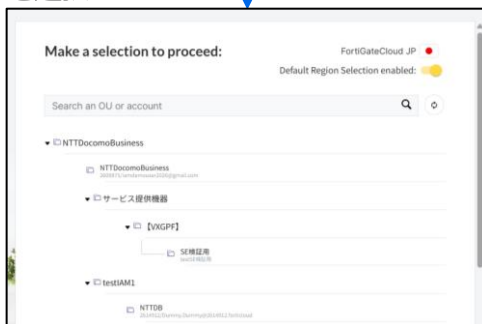 Make a selection to proceed:
FortiGateCloud JP
Default Region Selection enabled:
Search an OU or account
NTTDocomoBusiness
NTTDocomoBusiness
サービス提供機器
【VXGPF】
SE検証用
testIAM1
NTTDB